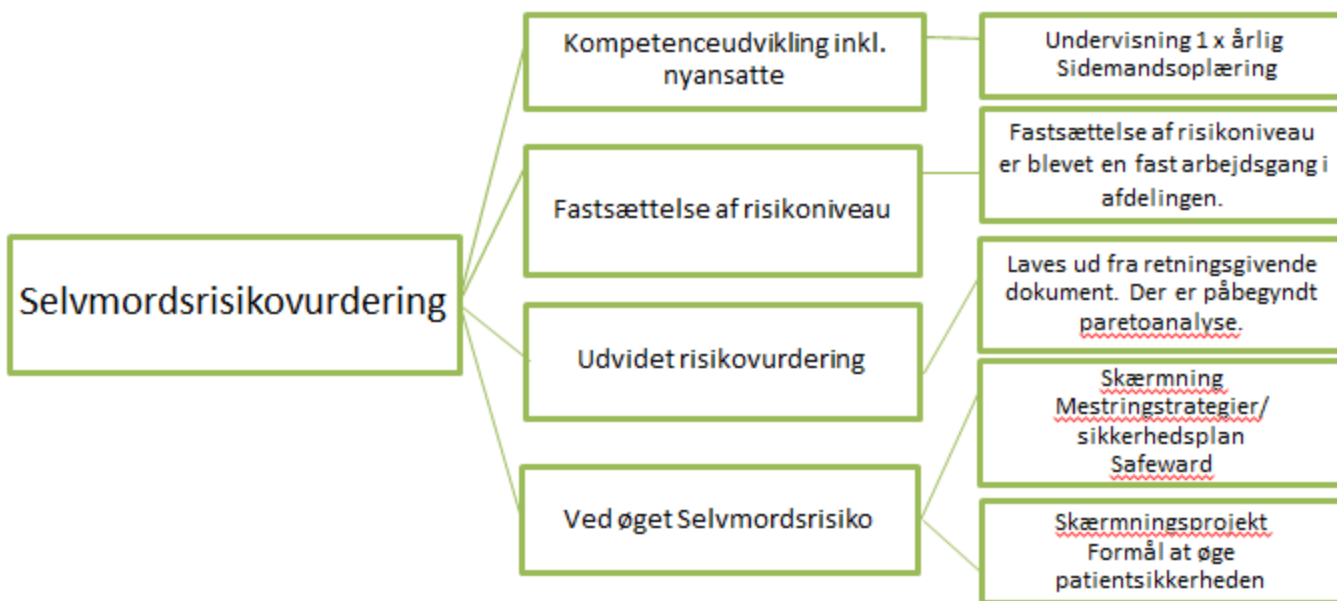 Selvmordsrisikovurdering
Kompetenceudvikling inkl.
nyansatte
Undervisning 1 x årlig
Sidemandsoplæring
Fastsættelse af risikoniveau
Fastsættelse af risikoniveau
er blevet en fast arbejdsgang i
afdelingen.
Udvidet risikovurdering
Laves ud fra retningsgivende
dokument. Der er påbegyndt
paretoanalyse.
Ved øget Selvmordsrisiko
Skærmning
Mestringstrategier/
sikkerhedsplan
Safeward
Skærmningsprojekt
Formål at øge
patientsikkerheden